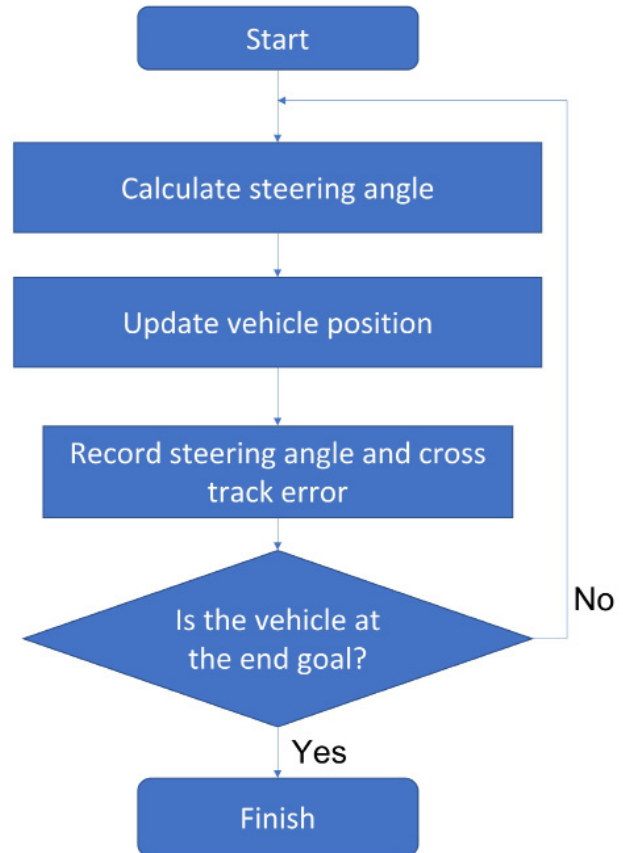 Start
Calculate steering angle
Update vehicle position
Record steering angle and cross
track error
Is the vehicle at
the end goal?
No
Yes
Finish